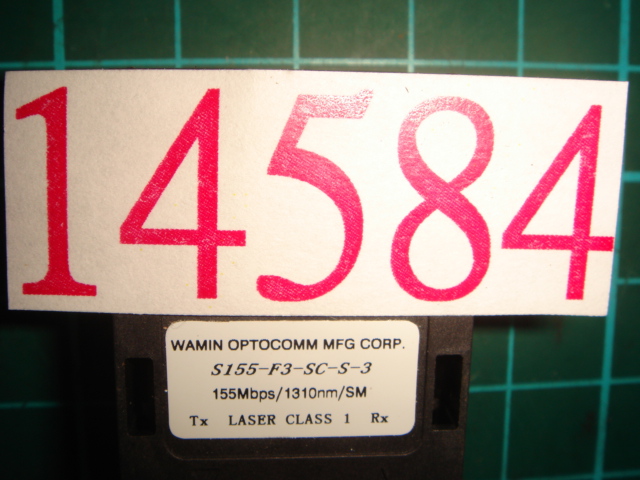 14584
WAMIN OPTOCOMM MFG CORP.
S155-F3-SC-S-3
155Mbps/1310nm/SM
Tx LASER CLASS 1 Rx